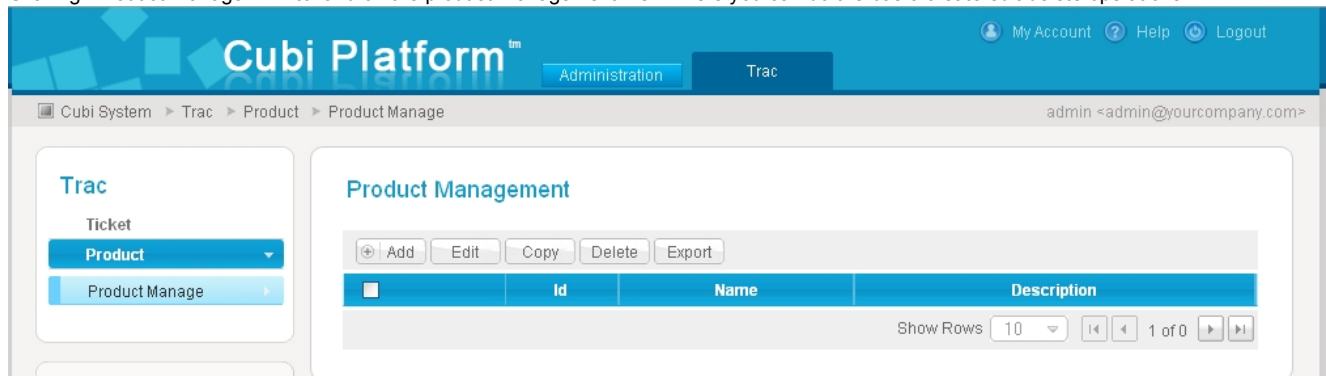 My Account Help Logout
Cubi Platform™
Administration Trac
Cubi System > Trac > Product > Product Manage admin <admin@yourcompany.com>
Trac
Ticket
Product
Product Manage
Product Management
Add Edit Copy Delete Export
Id Name Description
Show Rows 10 1 of 0